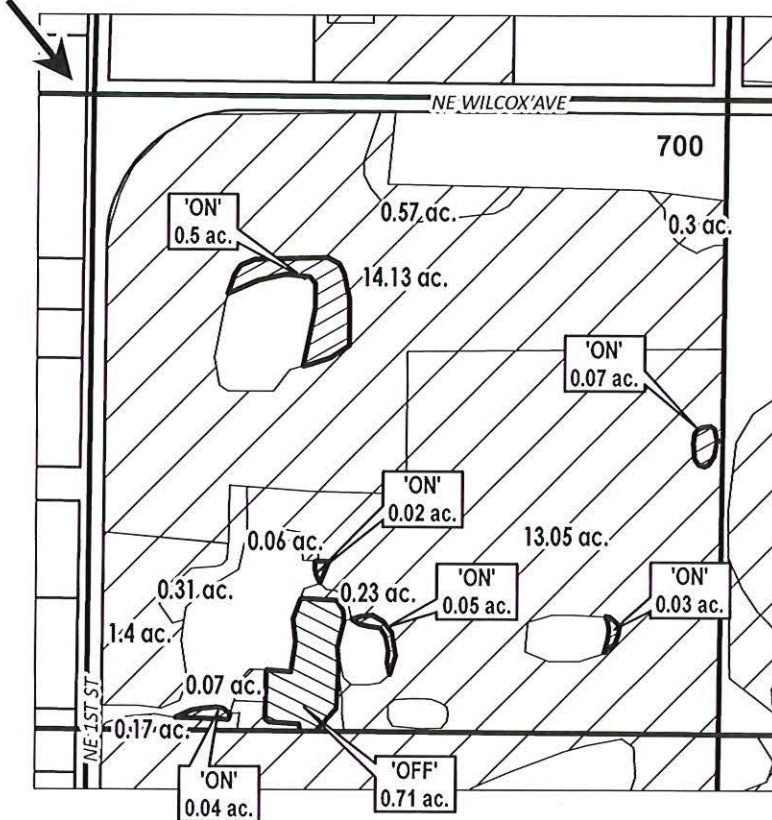 NE WILCOX AVE
700
'ON'
0.5 ac.
0.57 ac.
0.3 ac.
14.13 ac.
'ON'
0.07 ac.
'ON'
0.02 ac.
0.06 ac.
13.05 ac.
0.31 ac.
0.23 ac.
'ON'
0.05 ac.
'ON'
0.03 ac.
1.4 ac.
0.07 ac.
0.17 ac.
NE 1ST ST
'ON'
0.04 ac.
'OFF'
0.71 ac.